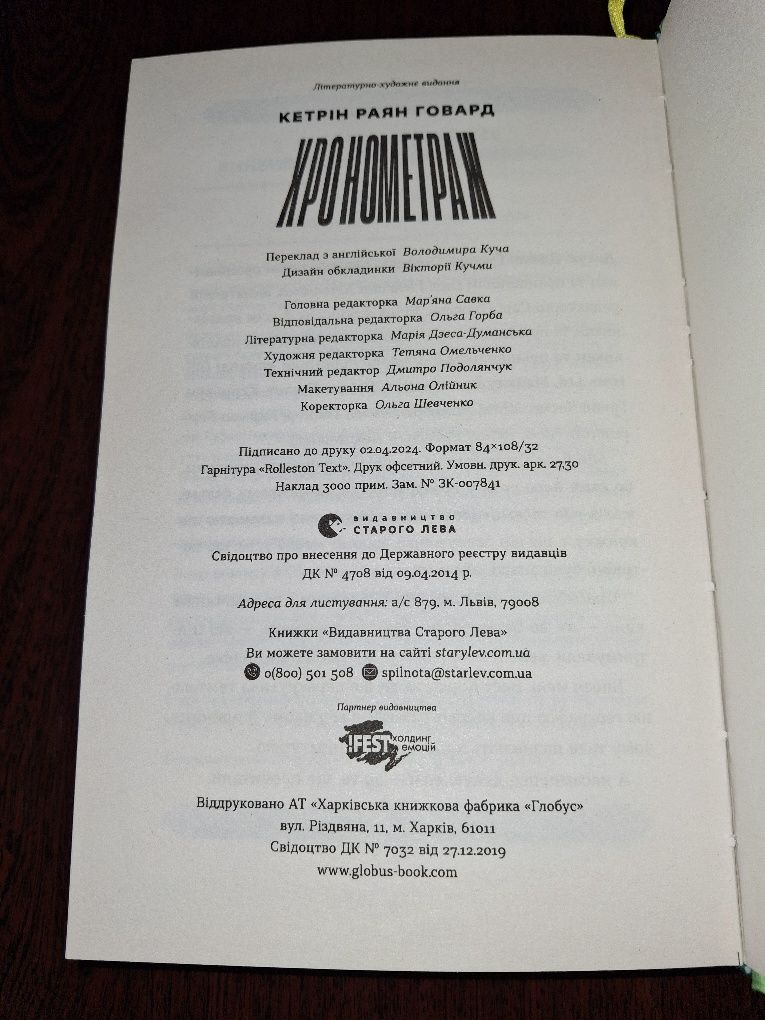 Літературно-художнє видання
КЕТРІН РАЯН ГОВАРД
ХРОНОМЕТРАЖ
Переклад з англійської Володимира Куча
Дизайн обкладинки Вікторії Кучми
Головна редакторка Мар'яна Савка
Відповідальна редакторка Ольга Горба
Літературна редакторка Марія Дзеса-Думанська
Художня редакторка Тетяна Омельченко
Технічний редактор Дмитро Подолянчук
Макетування Альона Олійник
Коректорка Ольга Шевченко
Підписано до друку 02.04.2024. Формат 84×108/32
Гарнітура «Rolleston Text». Друк офсетний. Умовн. друк. арк. 27,30
Наклад 3000 прим. Зам. № ЗК-007841
видавництво
СТАРОГО ЛЕВА
Свідоцтво про внесення до Державного реєстру видавців
ДК № 4708 від 09.04.2014 р.
Адреса для листування: а/с 879, м. Львів, 79008
Книжки «Видавництва Старого Лева»
Ви можете замовити на сайті starylev.com.ua
0(800) 501 508 spilnota@starlev.com.ua
Партнер видавництва
!FEST холдинг
емоцій
Віддруковано АТ «Харківська книжкова фабрика «Глобус»
вул. Різдвяна, 11, м. Харків, 61011
Свідоцтво ДК № 7032 від 27.12.2019
www.globus-book.com